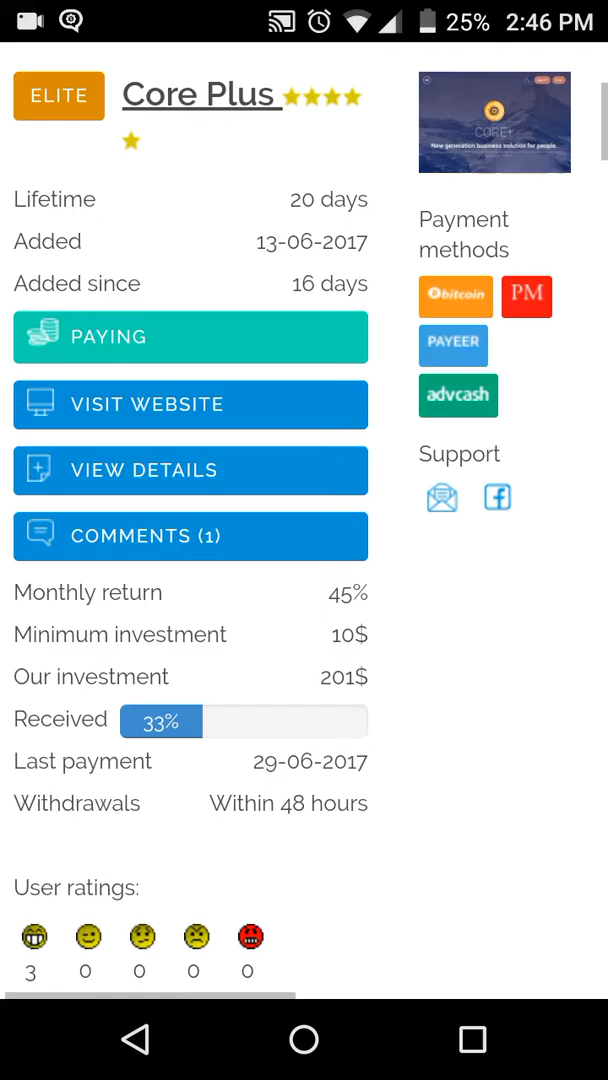 25% 2:46 PM
ELITE
Core Plus
Lifetime 20 days
Added 13-06-2017
Added since 16 days
PAYING
VISIT WEBSITE
VIEW DETAILS
COMMENTS (1)
Monthly return 45%
Minimum investment 10$
Our investment 201$
Received 33%
Last payment 29-06-2017
Withdrawals Within 48 hours
User ratings:
3 0 0 0 0
CORE+
New generation business solution for people.
Payment
methods
bitcoin PM
PAYEER
advcash
Support